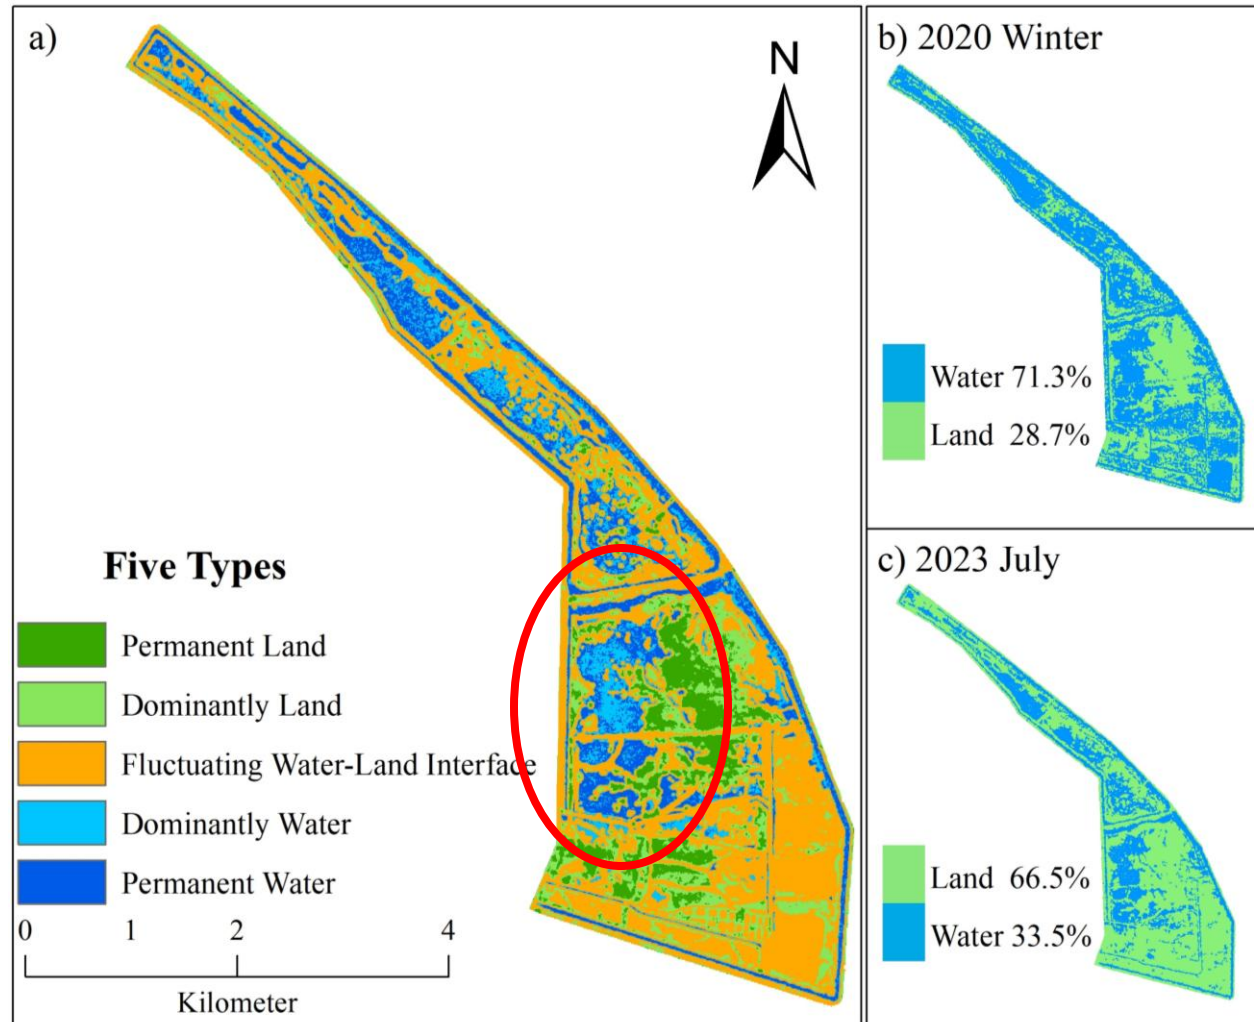 a)
N
Five Types
Permanent Land
Dominantly Land
Fluctuating Water-Land Interface
Dominantly Water
Permanent Water
0 1 2 4
Kilometer
b) 2020 Winter
Water 71.3%
Land 28.7%
c) 2023 July
Land 66.5%
Water 33.5%